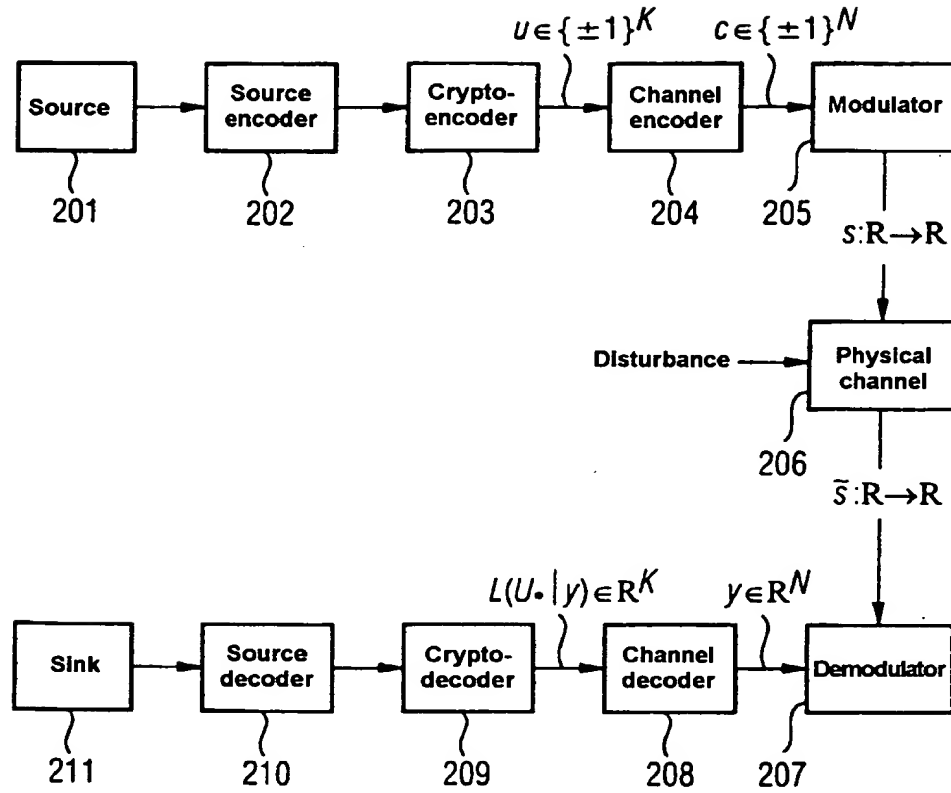 u∈{±1}^K
c∈{±1}^N
Source
Source
encoder
Crypto-
encoder
Channel
encoder
Modulator
201
202
203
204
205
s:R→R
Disturbance
Physical
channel
206
s̃:R→R
L(U•|y)∈R^K
y∈R^N
Sink
Source
decoder
Crypto-
decoder
Channel
decoder
Demodulator
211
210
209
208
207